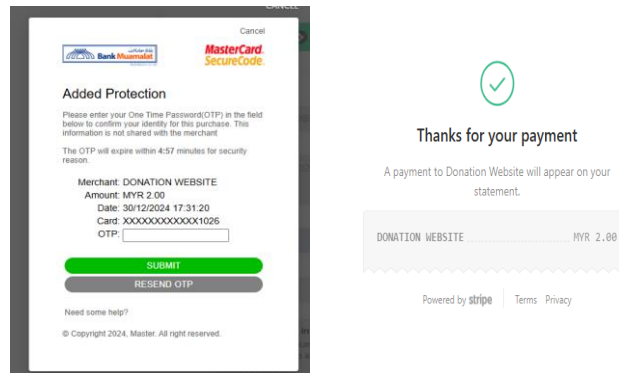 CANCEL
Cancel
Bank Muamalat
MasterCard.
SecureCode.
Added Protection
Please enter your One Time Password(OTP) in the field
below to confirm your identity for this purchase. This
information is not shared with the merchant
The OTP will expire within 4:57 minutes for security
reason.
Merchant: DONATION WEBSITE
Amount: MYR 2.00
Date: 30/12/2024 17:31:20
Card: XXXXXXXXXXXX1026
OTP:
SUBMIT
RESEND OTP
Need some help?
© Copyright 2024, Master. All right reserved.
Thanks for your payment
A payment to Donation Website will appear on your
statement.
DONATION WEBSITE MYR 2.00
Powered by stripe Terms Privacy